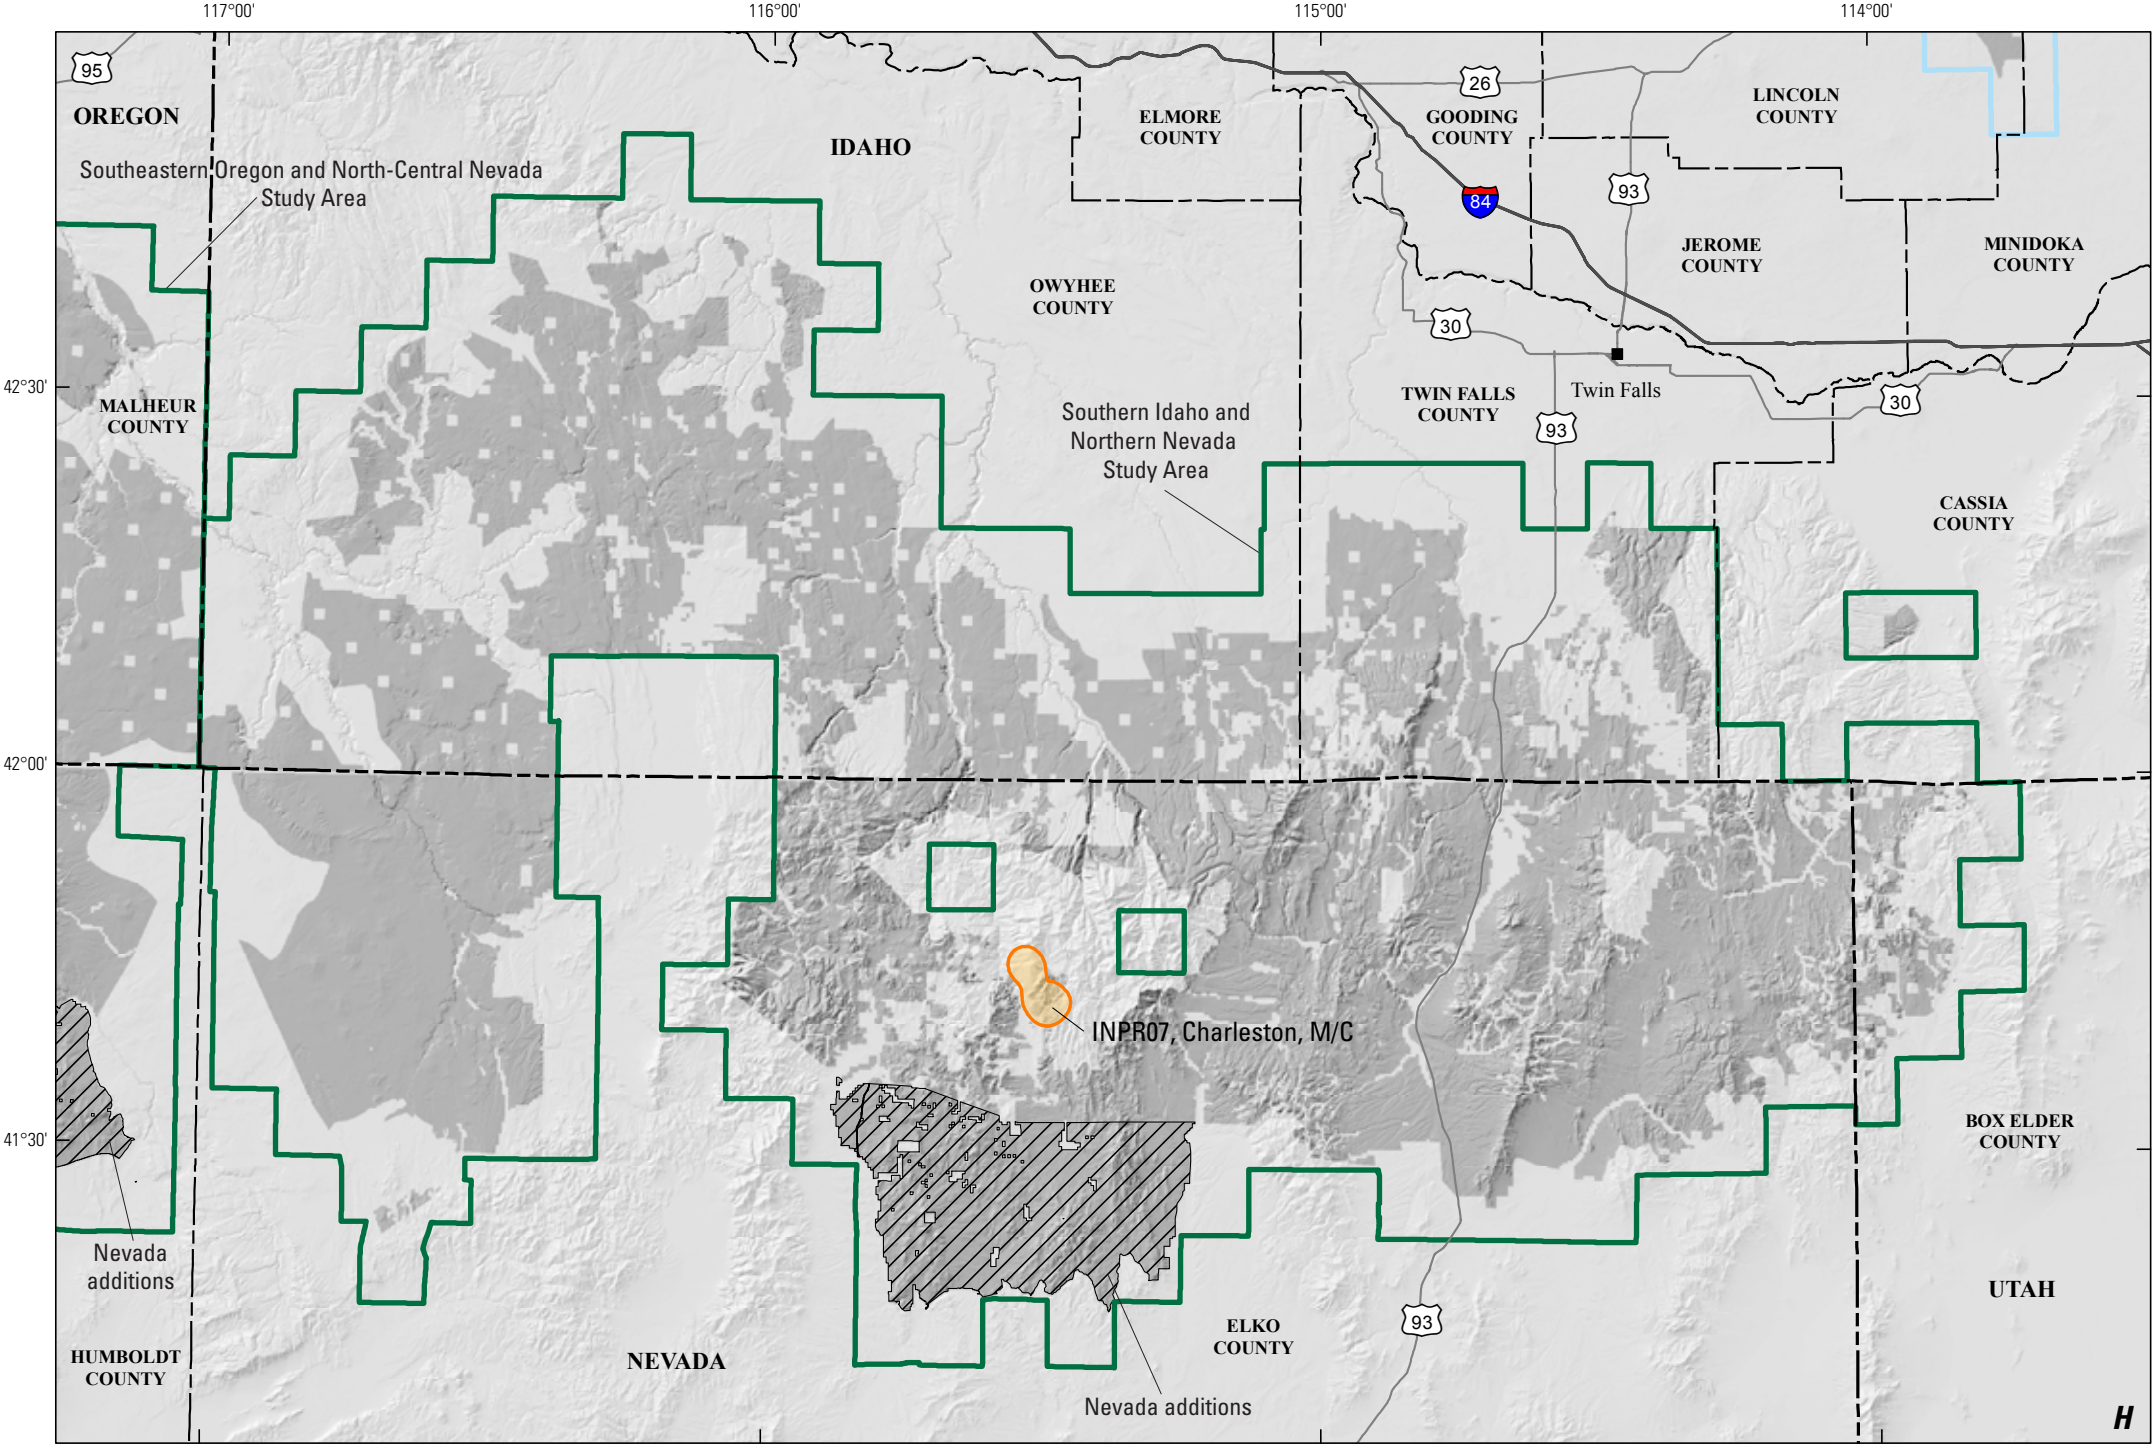 117°00'
116°00'
115°00'
114°00'
95
OREGON
IDAHO
ELMORE
COUNTY
26
GOODING
COUNTY
LINCOLN
COUNTY
Southeastern Oregon and North-Central Nevada
Study Area
84
93
JEROME
COUNTY
MINIDOKA
COUNTY
OWYHEE
COUNTY
30
42°30'
MALHEUR
COUNTY
Southern Idaho and
Northern Nevada
Study Area
TWIN FALLS
COUNTY
Twin Falls
93
30
CASSIA
COUNTY
42°00'
INPR07, Charleston, M/C
41°30'
BOX ELDER
COUNTY
Nevada
additions
UTAH
HUMBOLDT
COUNTY
NEVADA
ELKO
COUNTY
93
Nevada additions
H